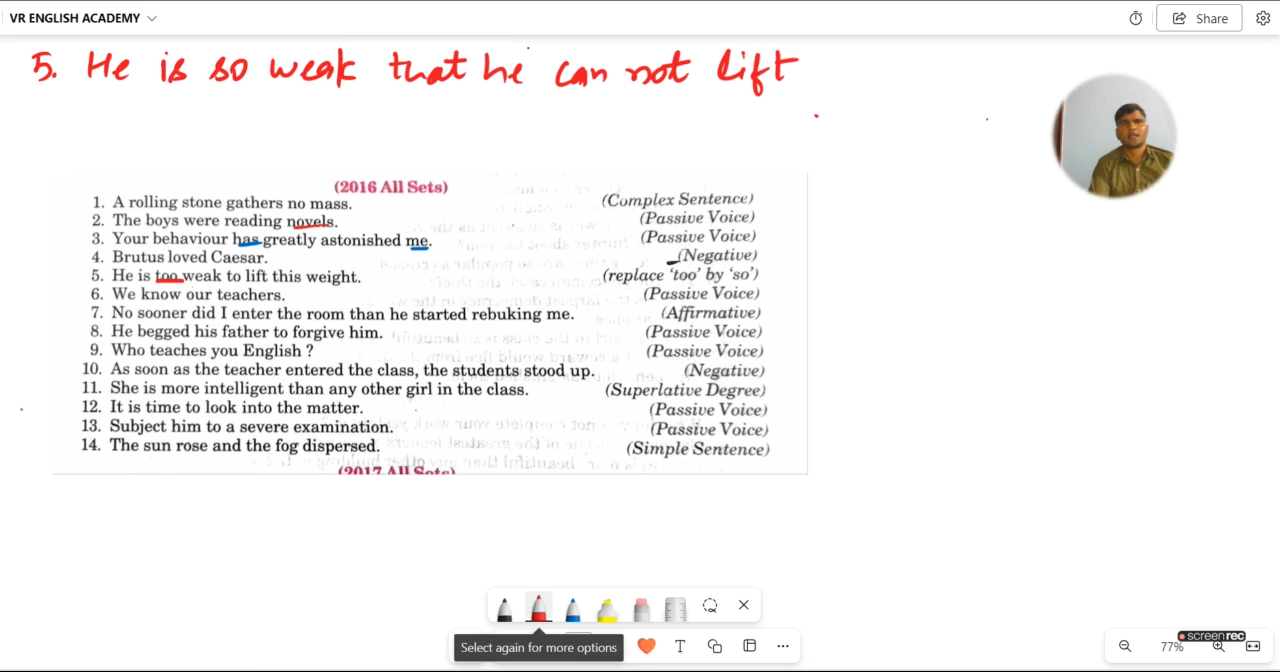 VR ENGLISH ACADEMY
Share
5. He is so weak that he can not lift
(2016 All Sets)
1. A rolling stone gathers no mass. (Complex Sentence)
2. The boys were reading novels. (Passive Voice)
3. Your behaviour has greatly astonished me. (Passive Voice)
4. Brutus loved Caesar. (Negative)
5. He is too weak to lift this weight. (replace ‘too’ by ‘so’)
6. We know our teachers. (Passive Voice)
7. No sooner did I enter the room than he started rebuking me. (Affirmative)
8. He begged his father to forgive him. (Passive Voice)
9. Who teaches you English ? (Passive Voice)
10. As soon as the teacher entered the class, the students stood up. (Negative)
11. She is more intelligent than any other girl in the class. (Superlative Degree)
12. It is time to look into the matter. (Passive Voice)
13. Subject him to a severe examination. (Passive Voice)
14. The sun rose and the fog dispersed. (Simple Sentence)
(2017 All Sets)
Select again for more options
T
77%
screenrec